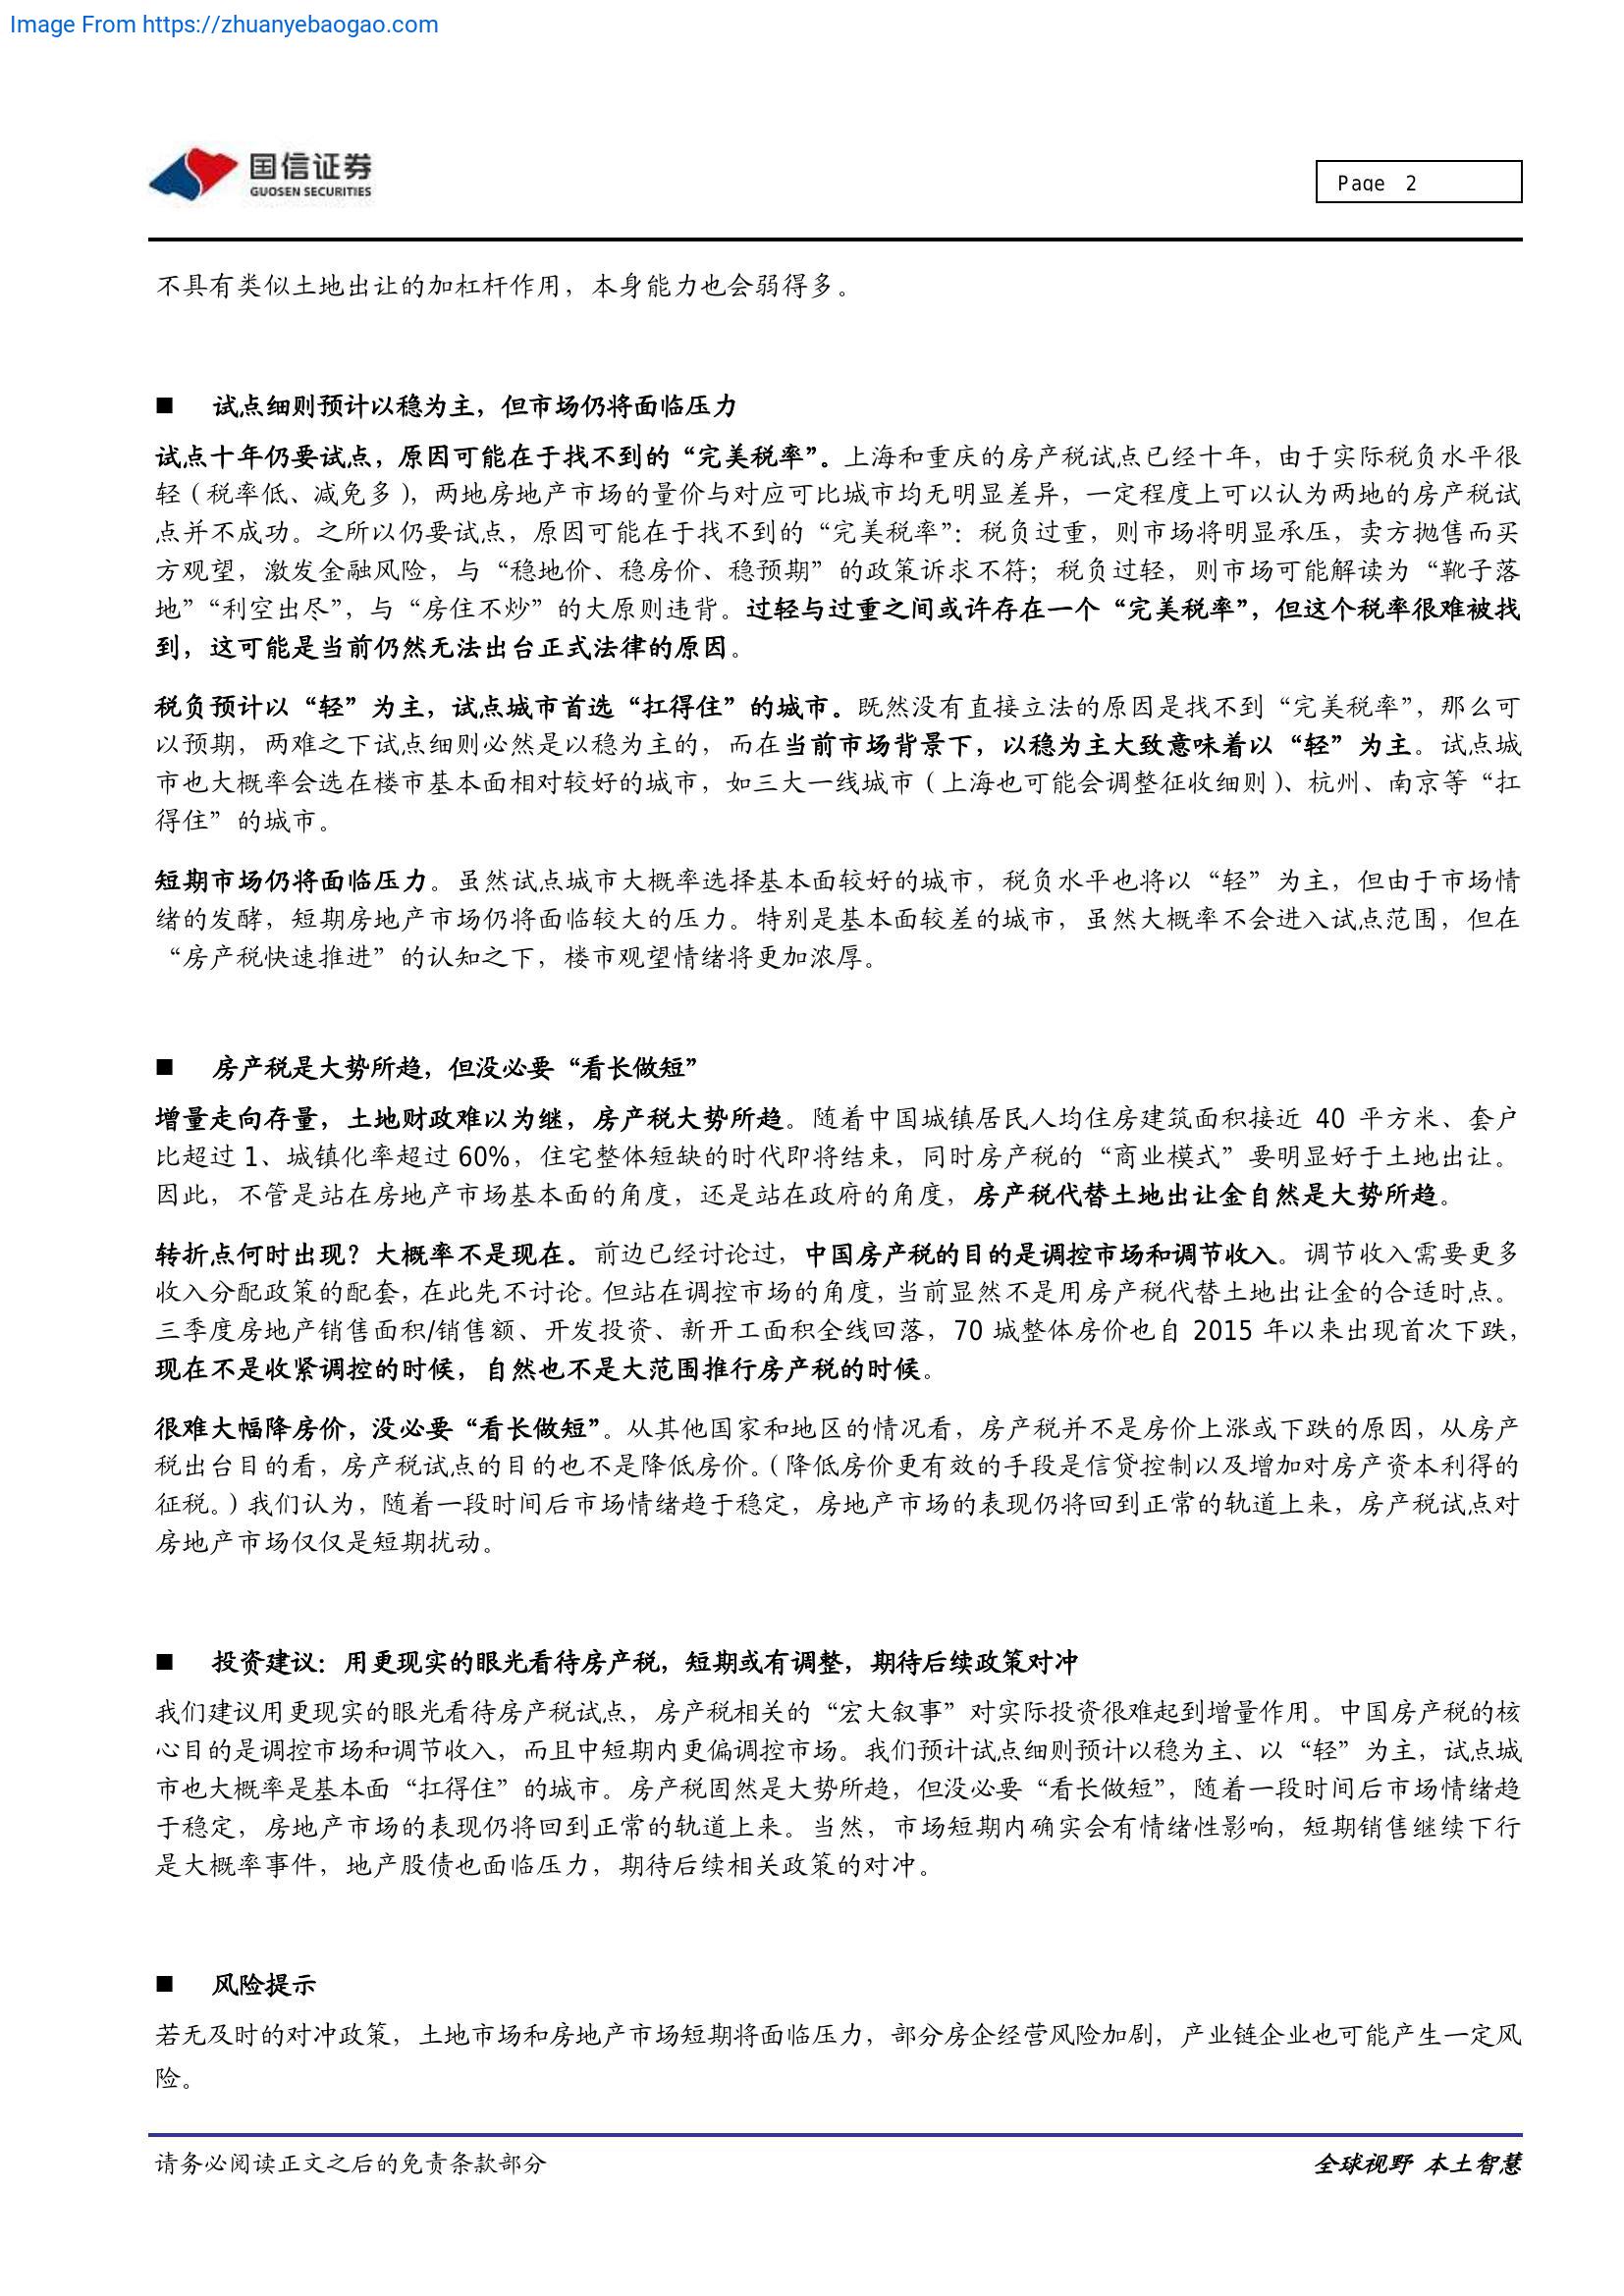 Image From https://zhuanyebaogao.com
国信证券
GUOSEN SECURITIES
Page 2
不具有类似土地出让的加杠杆作用，本身能力也会弱得多。
■ 试点细则预计以稳为主，但市场仍将面临压力
试点十年仍要试点，原因可能在于找不到的“完美税率”。上海和重庆的房产税试点已经十年，由于实际税负水平很
轻（税率低、减免多），两地房地产市场的量价与对应可比城市均无明显差异，一定程度上可以认为两地的房产税试
点并不成功。之所以仍要试点，原因可能在于找不到的“完美税率”：税负过重，则市场将明显承压，卖方抛售而买
方观望，激发金融风险，与“稳地价、稳房价、稳预期”的政策诉求不符；税负过轻，则市场可能解读为“靴子落
地”“利空出尽”，与“房住不炒”的大原则违背。过轻与过重之间或许存在一个“完美税率”，但这个税率很难被找
到，这可能是当前仍然无法出台正式法律的原因。
税负预计以“轻”为主，试点城市首选“扛得住”的城市。既然没有直接立法的原因是找不到“完美税率”，那么可
以预期，两难之下试点细则必然是以稳为主的，而在当前市场背景下，以稳为主大致意味着以“轻”为主。试点城
市也大概率会选在楼市基本面相对较好的城市，如三大一线城市（上海也可能会调整征收细则）、杭州、南京等“扛
得住”的城市。
短期市场仍将面临压力。虽然试点城市大概率选择基本面较好的城市，税负水平也将以“轻”为主，但由于市场情
绪的发酵，短期房地产市场仍将面临较大的压力。特别是基本面较差的城市，虽然大概率不会进入试点范围，但在
“房产税快速推进”的认知之下，楼市观望情绪将更加浓厚。
■ 房产税是大势所趋，但没必要“看长做短”
增量走向存量，土地财政难以为继，房产税大势所趋。随着中国城镇居民人均住房建筑面积接近 40 平方米、套户
比超过 1、城镇化率超过 60%，住宅整体短缺的时代即将结束，同时房产税的“商业模式”要明显好于土地出让。
因此，不管是站在房地产市场基本面的角度，还是站在政府的角度，房产税代替土地出让金自然是大势所趋。
转折点何时出现？大概率不是现在。前边已经讨论过，中国房产税的目的是调控市场和调节收入。调节收入需要更多
收入分配政策的配套，在此先不讨论。但站在调控市场的角度，当前显然不是用房产税代替土地出让金的合适时点。
三季度房地产销售面积/销售额、开发投资、新开工面积全线回落，70 城整体房价也自 2015 年以来出现首次下跌，
现在不是收紧调控的时候，自然也不是大范围推行房产税的时候。
很难大幅降房价，没必要“看长做短”。从其他国家和地区的情况看，房产税并不是房价上涨或下跌的原因，从房产
税出台目的看，房产税试点的目的也不是降低房价。（降低房价更有效的手段是信贷控制以及增加对房产资本利得的
征税。）我们认为，随着一段时间后市场情绪趋于稳定，房地产市场的表现仍将回到正常的轨道上来，房产税试点对
房地产市场仅仅是短期扰动。
■ 投资建议：用更现实的眼光看待房产税，短期或有调整，期待后续政策对冲
我们建议用更现实的眼光看待房产税试点，房产税相关的“宏大叙事”对实际投资很难起到增量作用。中国房产税的核
心目的是调控市场和调节收入，而且中短期内更偏调控市场。我们预计试点细则预计以稳为主、以“轻”为主，试点城
市也大概率是基本面“扛得住”的城市。房产税固然是大势所趋，但没必要“看长做短”，随着一段时间后市场情绪趋
于稳定，房地产市场的表现仍将回到正常的轨道上来。当然，市场短期内确实会有情绪性影响，短期销售继续下行
是大概率事件，地产股债也面临压力，期待后续相关政策的对冲。
■ 风险提示
若无及时的对冲政策，土地市场和房地产市场短期将面临压力，部分房企经营风险加剧，产业链企业也可能产生一定风
险。
请务必阅读正文之后的免责条款部分
全球视野 本土智慧